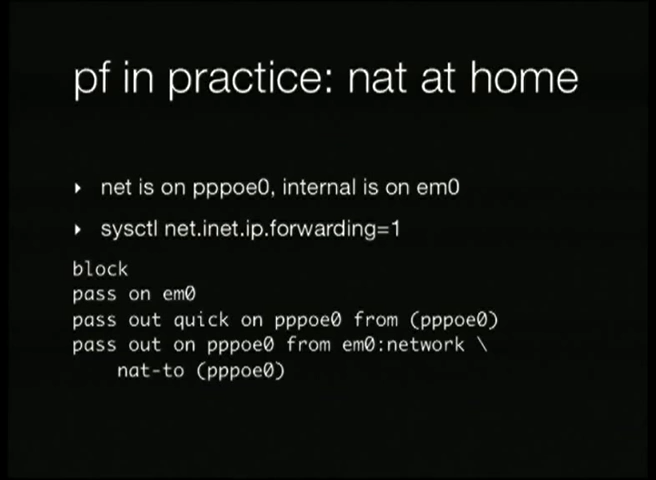 pf in practice: nat at home
‣ net is on pppoe0, internal is on em0
‣ sysctl net.inet.ip.forwarding=1
block
pass on em0
pass out quick on pppoe0 from (pppoe0)
pass out on pppoe0 from em0:network \
nat-to (pppoe0)